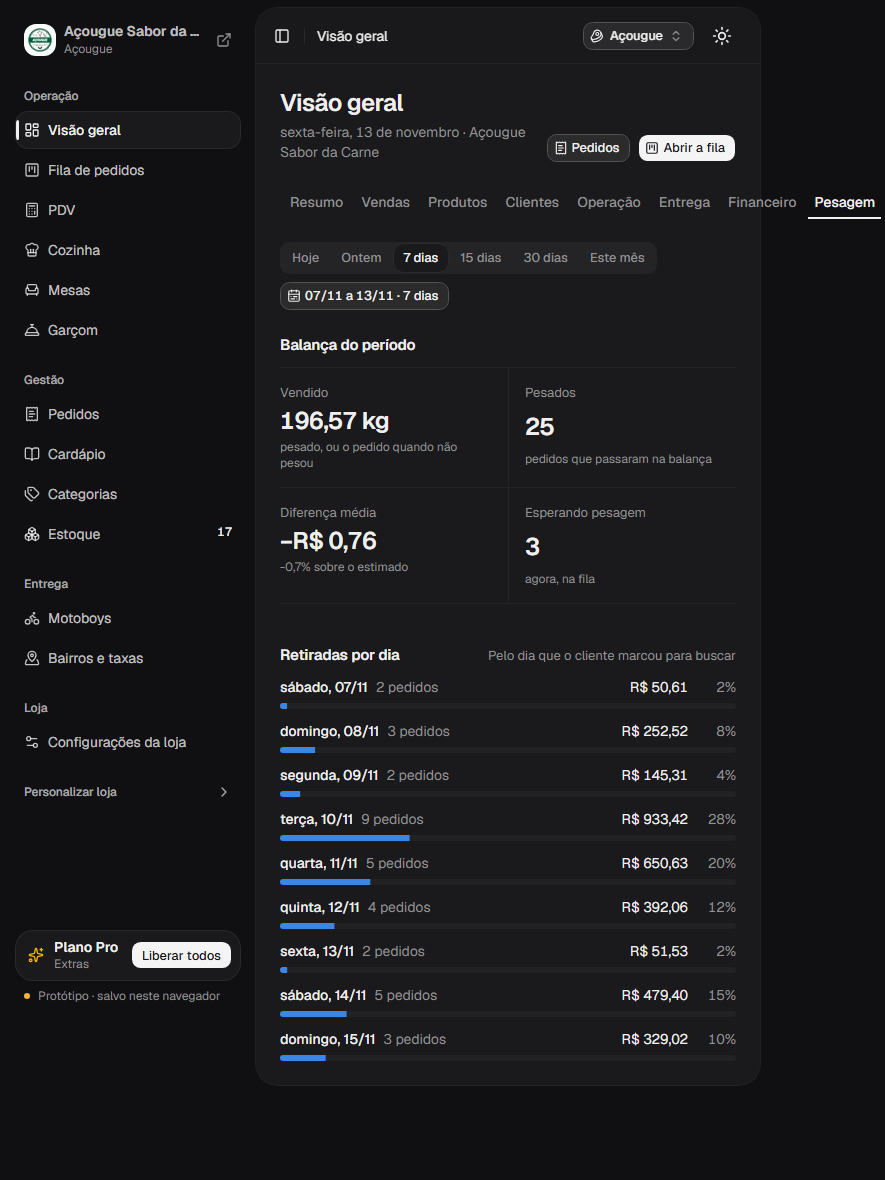 Açougue Sabor da ...
Açougue
Operação
Visão geral
Fila de pedidos
PDV
Cozinha
Mesas
Garçom
Gestão
Pedidos
Cardápio
Categorias
Estoque 17
Entrega
Motoboys
Bairros e taxas
Loja
Configurações da loja
Personalizar loja
Plano Pro
Extras
Liberar todos
Protótipo · salvo neste navegador
Visão geral
Açougue
Visão geral
sexta-feira, 13 de novembro · Açougue
Sabor da Carne
Pedidos
Abrir a fila
Resumo Vendas Produtos Clientes Operação Entrega Financeiro Pesagem
Hoje Ontem 7 dias 15 dias 30 dias Este mês
07/11 a 13/11 · 7 dias
Balança do período
Vendido
196,57 kg
pesado, ou o pedido quando não
pesou
Pesados
25
pedidos que passaram na balança
Diferença média
−R$ 0,76
-0,7% sobre o estimado
Esperando pesagem
3
agora, na fila
Retiradas por dia Pelo dia que o cliente marcou para buscar
sábado, 07/11 2 pedidos R$ 50,61 2%
domingo, 08/11 3 pedidos R$ 252,52 8%
segunda, 09/11 2 pedidos R$ 145,31 4%
terça, 10/11 9 pedidos R$ 933,42 28%
quarta, 11/11 5 pedidos R$ 650,63 20%
quinta, 12/11 4 pedidos R$ 392,06 12%
sexta, 13/11 2 pedidos R$ 51,53 2%
sábado, 14/11 5 pedidos R$ 479,40 15%
domingo, 15/11 3 pedidos R$ 329,02 10%